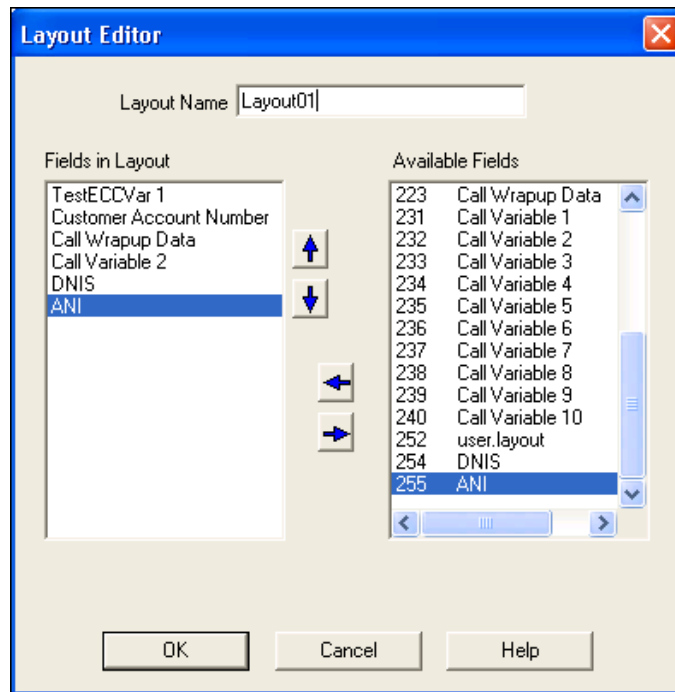 Layout Editor
Layout Name Layout01
Fields in Layout
TestECCVar 1
Customer Account Number
Call Wrapup Data
Call Variable 2
DNIS
ANI
Available Fields
223 Call Wrapup Data
231 Call Variable 1
232 Call Variable 2
233 Call Variable 3
234 Call Variable 4
235 Call Variable 5
236 Call Variable 6
237 Call Variable 7
238 Call Variable 8
239 Call Variable 9
240 Call Variable 10
252 user.layout
254 DNIS
255 ANI
OK Cancel Help